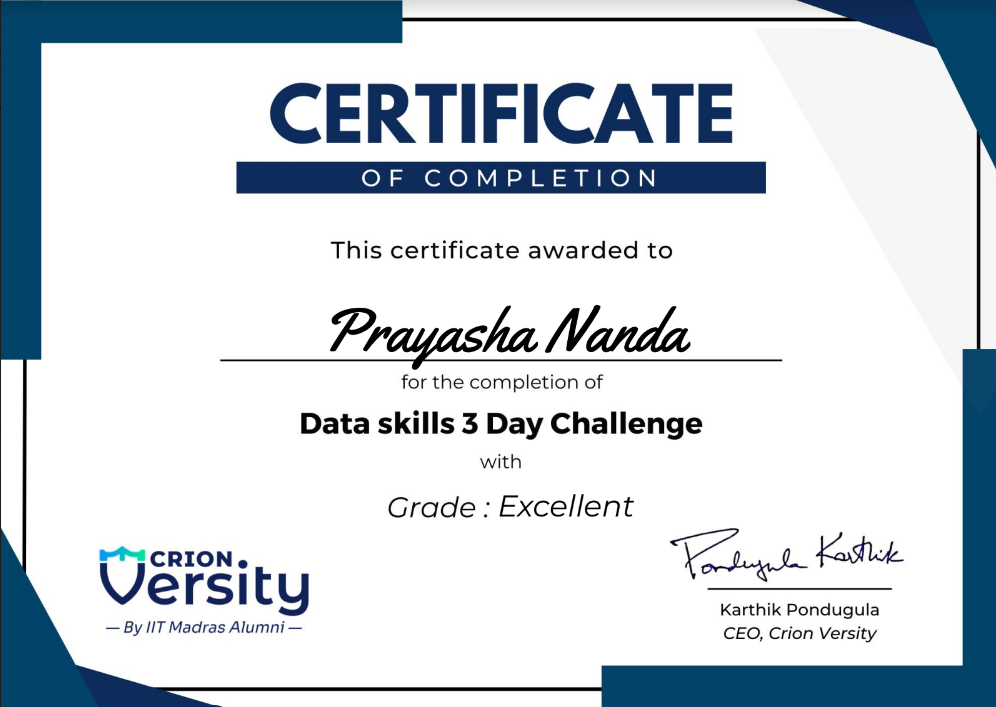 CERTIFICATE
OF COMPLETION
This certificate awarded to
Prayasha Nanda
for the completion of
Data skills 3 Day Challenge
with
Grade : Excellent
CRION
Versity
— By IIT Madras Alumni —
Pondugula Karthik
Karthik Pondugula
CEO, Crion Versity